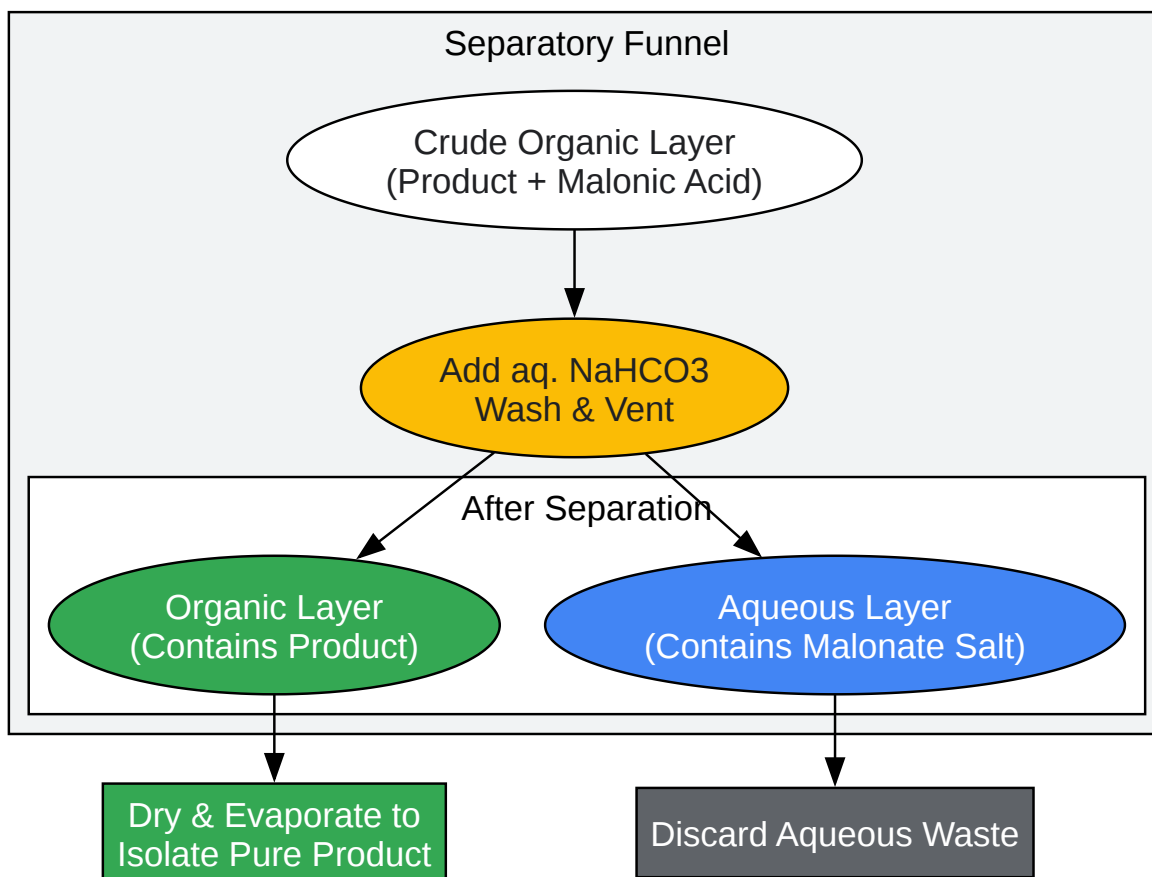 Separatory Funnel
Crude Organic Layer
(Product + Malonic Acid)
Add aq. NaHCO3
Wash & Vent
After Separation
Organic Layer
(Contains Product)
Aqueous Layer
(Contains Malonate Salt)
Dry & Evaporate to
Isolate Pure Product
Discard Aqueous Waste